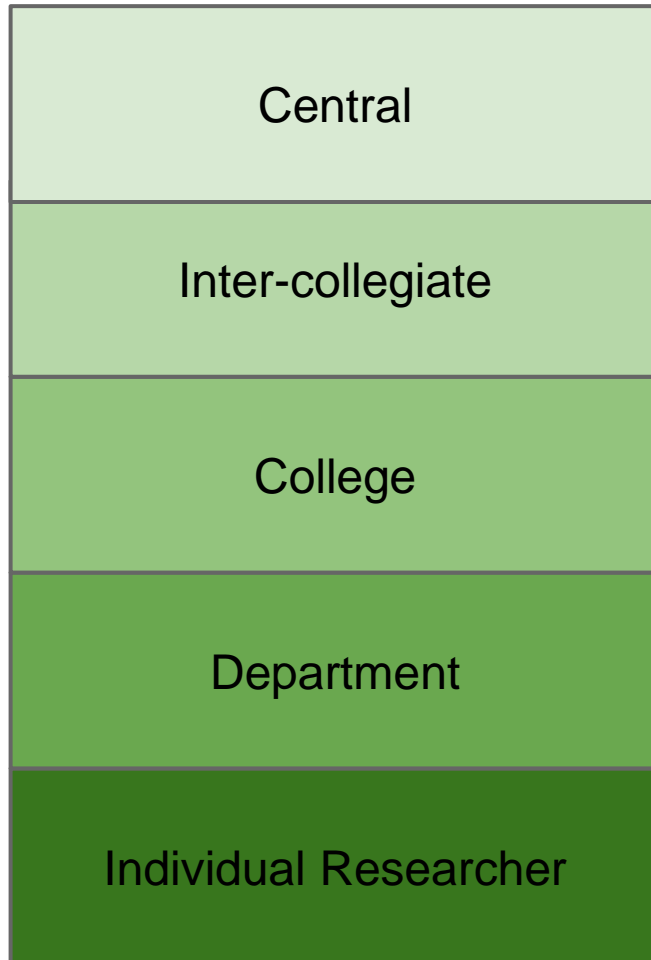 Central
Inter-collegiate
College
Department
Individual Researcher